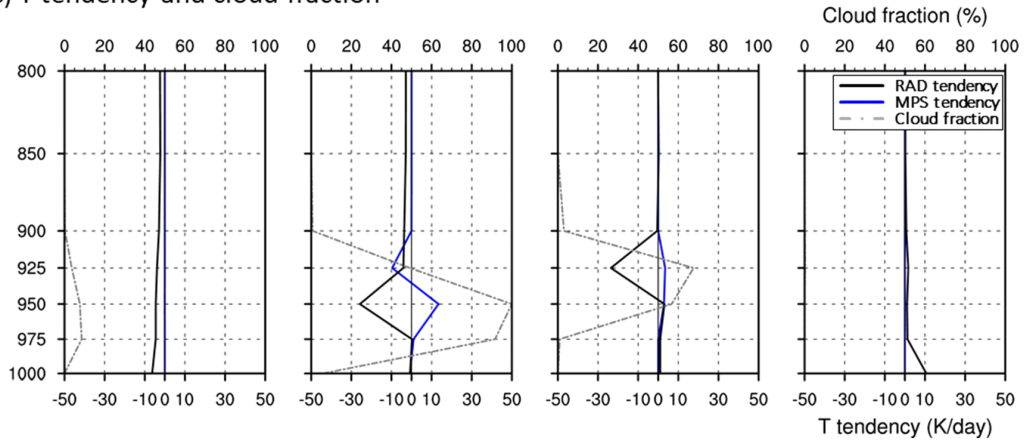 ) T tendency and cloud fraction
Cloud fraction (%)
0 20 40 60 80 100 0 20 40 60 80 100 0 20 40 60 80 100 0 20 40 60 80 100
800
RAD tendency
MPS tendency
Cloud fraction
850
900
925
950
975
1000
-50 -30 -10 0 10 30 50 -50 -30 -10 0 10 30 50 -50 -30 -10 0 10 30 50 -50 -30 -10 0 10 30 50
T tendency (K/day)